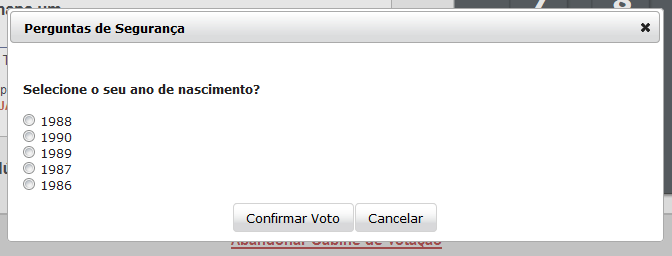 Perguntas de Segurança
Selecione o seu ano de nascimento?
1988
1990
1989
1987
1986
Confirmar Voto
Cancelar
Abandonar Cabine de Votação